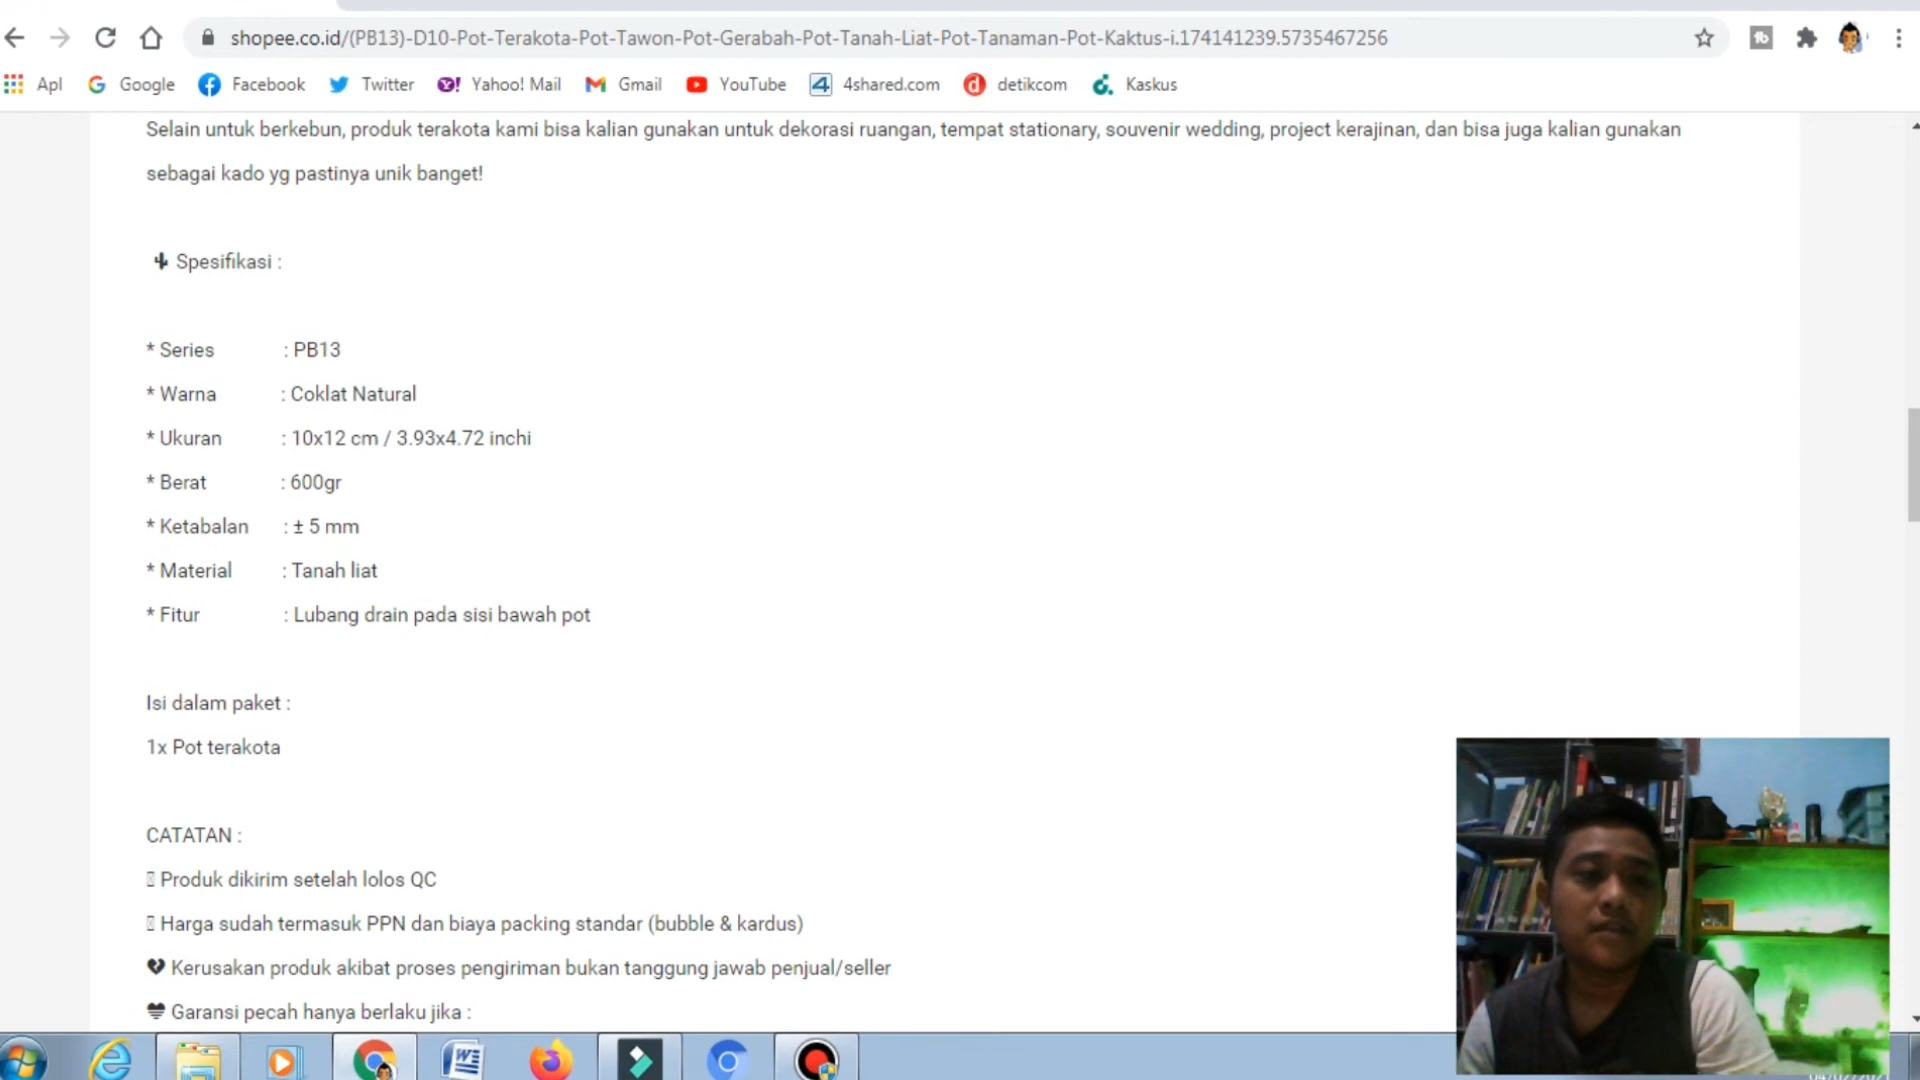 shopee.co.id/(PB13)-D10-Pot-Terakota-Pot-Tawon-Pot-Gerabah-Pot-Tanah-Liat-Pot-Tanaman-Pot-Kaktus-i.174141239.5735467256
Apl Google Facebook Twitter Yahoo! Mail Gmail YouTube 4shared.com detikcom Kaskus
Selain untuk berkebun, produk terakota kami bisa kalian gunakan untuk dekorasi ruangan, tempat stationary, souvenir wedding, project kerajinan, dan bisa juga kalian gunakan
sebagai kado yg pastinya unik banget!
Spesifikasi :
* Series : PB13
* Warna : Coklat Natural
* Ukuran : 10x12 cm / 3.93x4.72 inchi
* Berat : 600gr
* Ketabalan : ± 5 mm
* Material : Tanah liat
* Fitur : Lubang drain pada sisi bawah pot
Isi dalam paket :
1x Pot terakota
CATATAN :
Produk dikirim setelah lolos QC
Harga sudah termasuk PPN dan biaya packing standar (bubble & kardus)
Kerusakan produk akibat proses pengiriman bukan tanggung jawab penjual/seller
Garansi pecah hanya berlaku jika :